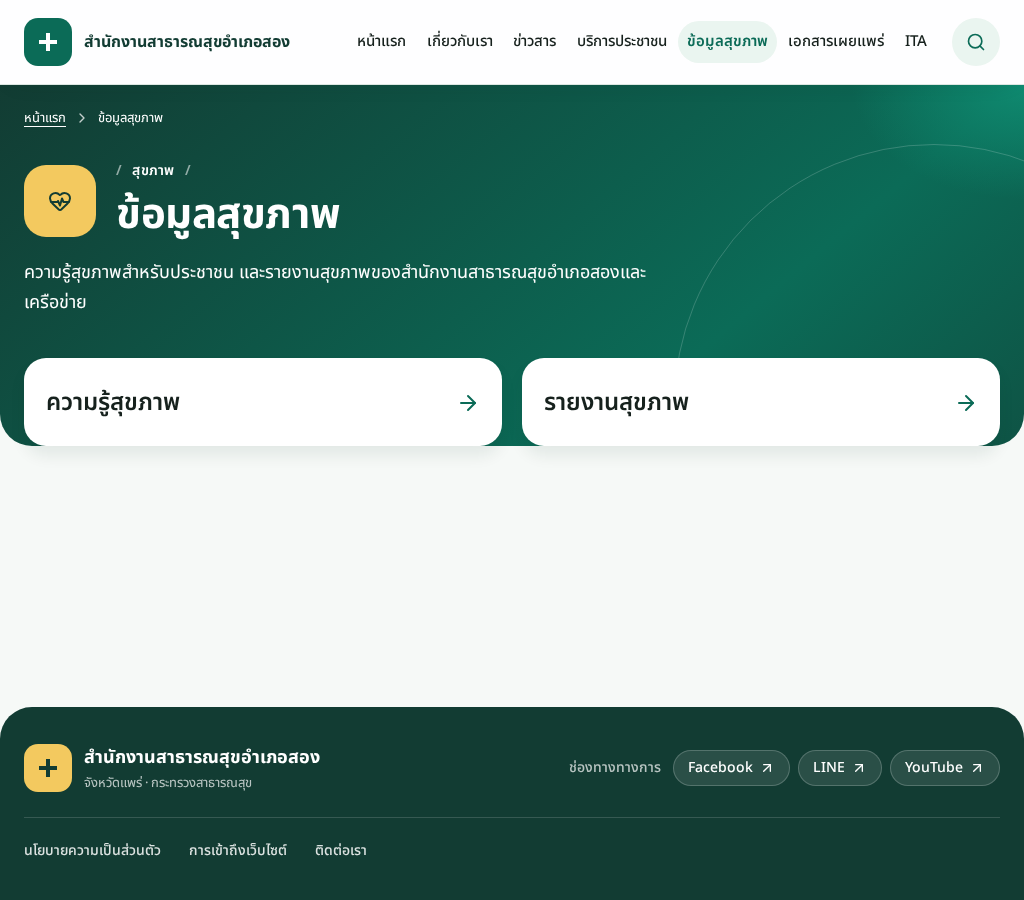 สำนักงานสาธารณสุขอำเภอสอง
หน้าแรก
เกี่ยวกับเรา
ข่าวสาร
บริการประชาชน
ข้อมูลสุขภาพ
เอกสารเผยแพร่
ITA
หน้าแรก
ข้อมูลสุขภาพ
/ สุขภาพ /
ข้อมูลสุขภาพ
ความรู้สุขภาพสำหรับประชาชน และรายงานสุขภาพของสำนักงานสาธารณสุขอำเภอสองและ
เครือข่าย
ความรู้สุขภาพ
รายงานสุขภาพ
สำนักงานสาธารณสุขอำเภอสอง
จังหวัดแพร่ · กระทรวงสาธารณสุข
ช่องทางทางการ
Facebook
LINE
YouTube
นโยบายความเป็นส่วนตัว
การเข้าถึงเว็บไซต์
ติดต่อเรา